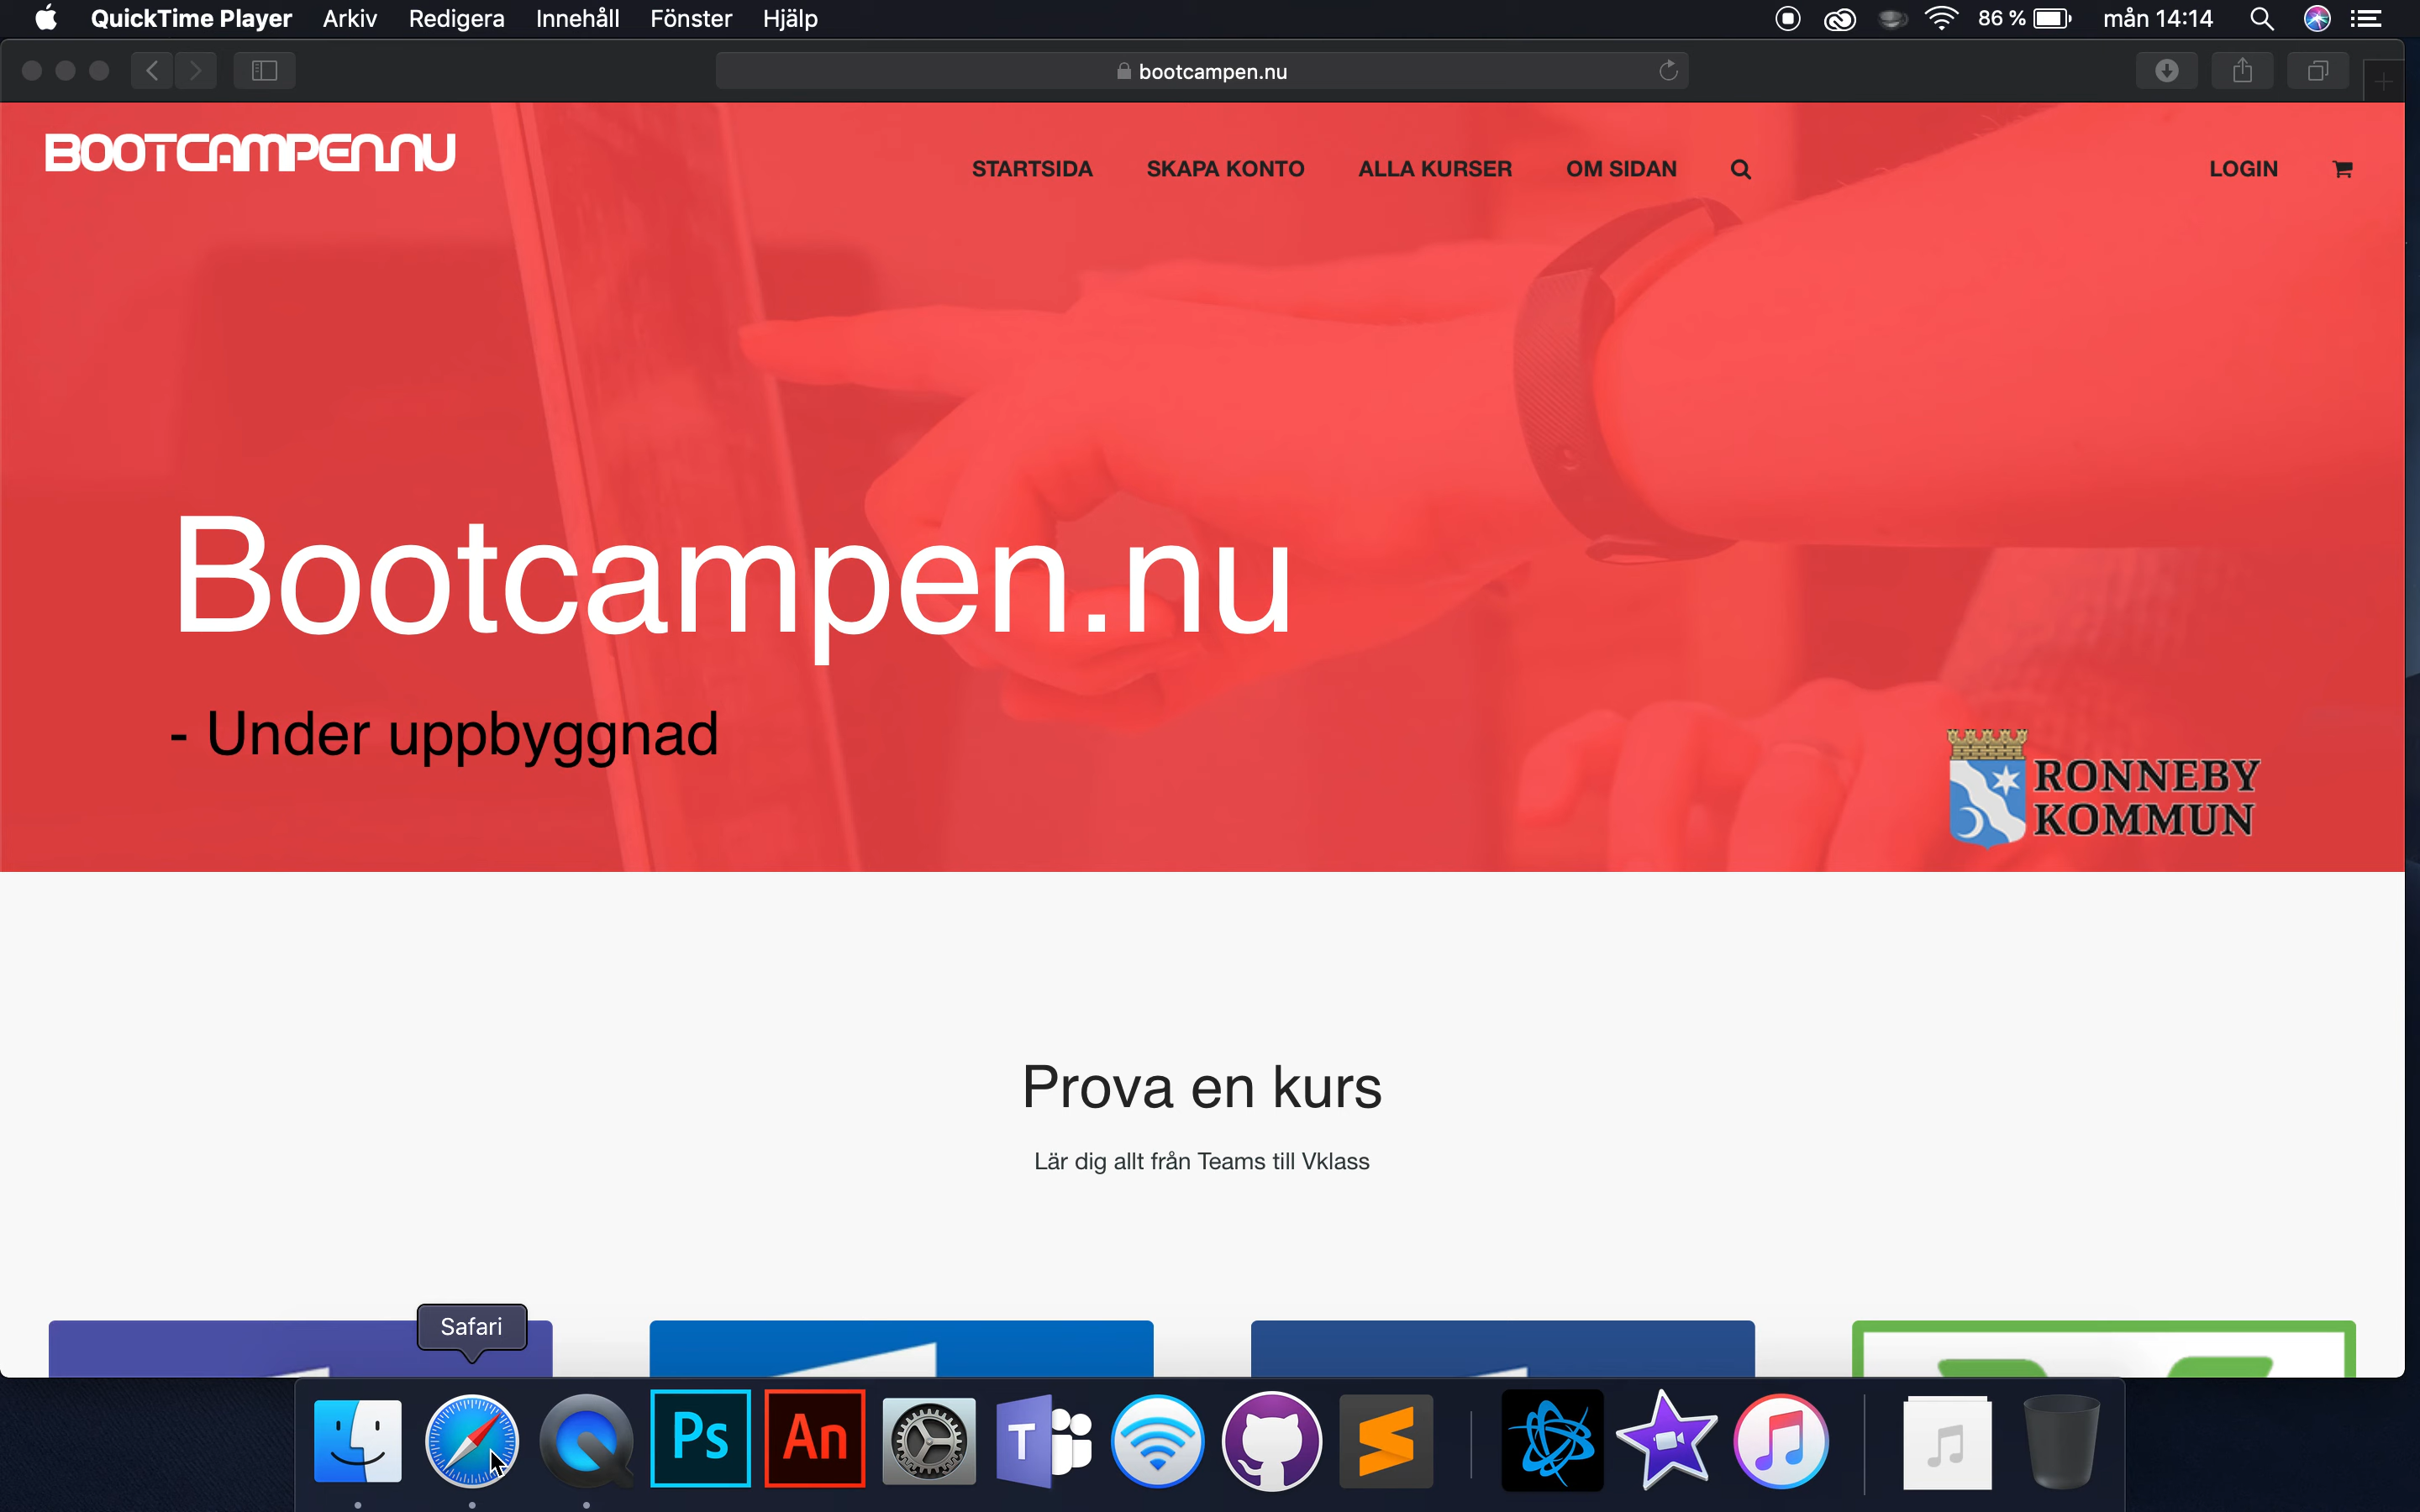 QuickTime Player Arkiv Redigera Innehåll Fönster Hjälp 86 % mån 14:14
bootcampen.nu
BOOTCAMPEN.NU
STARTSIDA SKAPA KONTO ALLA KURSER OM SIDAN LOGIN
Bootcampen.nu
- Under uppbyggnad
RONNEBY
KOMMUN
Prova en kurs
Lär dig allt från Teams till Vklass
Safari
Ps An T